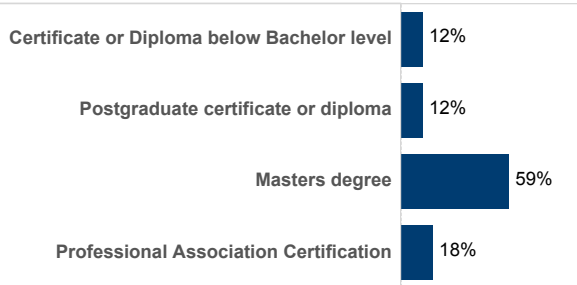 Certificate or Diploma below Bachelor level 12%
Postgraduate certificate or diploma 12%
Masters degree 59%
Professional Association Certification 18%